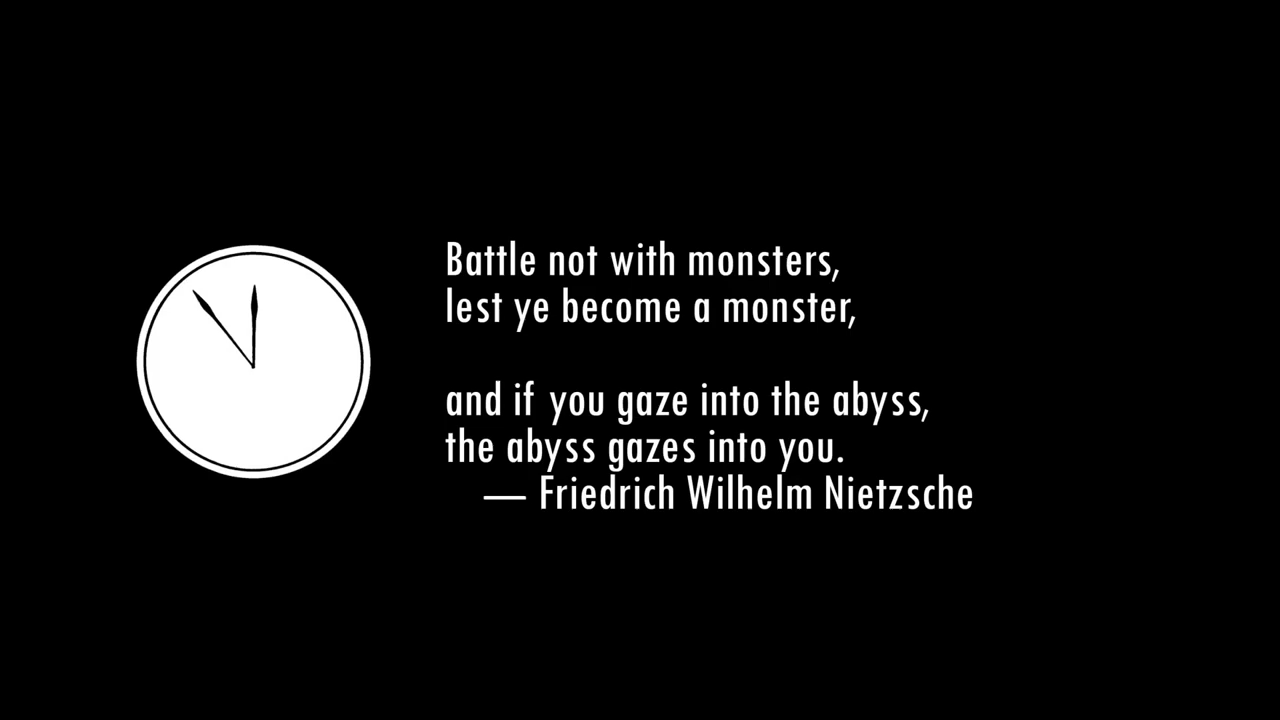 Battle not with monsters,
lest ye become a monster,
and if you gaze into the abyss,
the abyss gazes into you.
— Friedrich Wilhelm Nietzsche